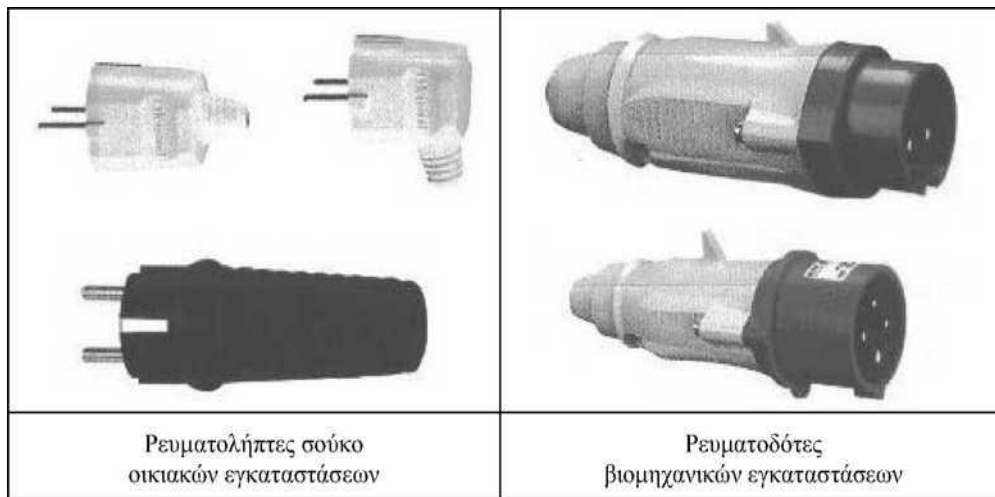 Ρευματολήπτες σούκο
οικιακών εγκαταστάσεων
Ρευματοδότες
βιομηχανικών εγκαταστάσεων